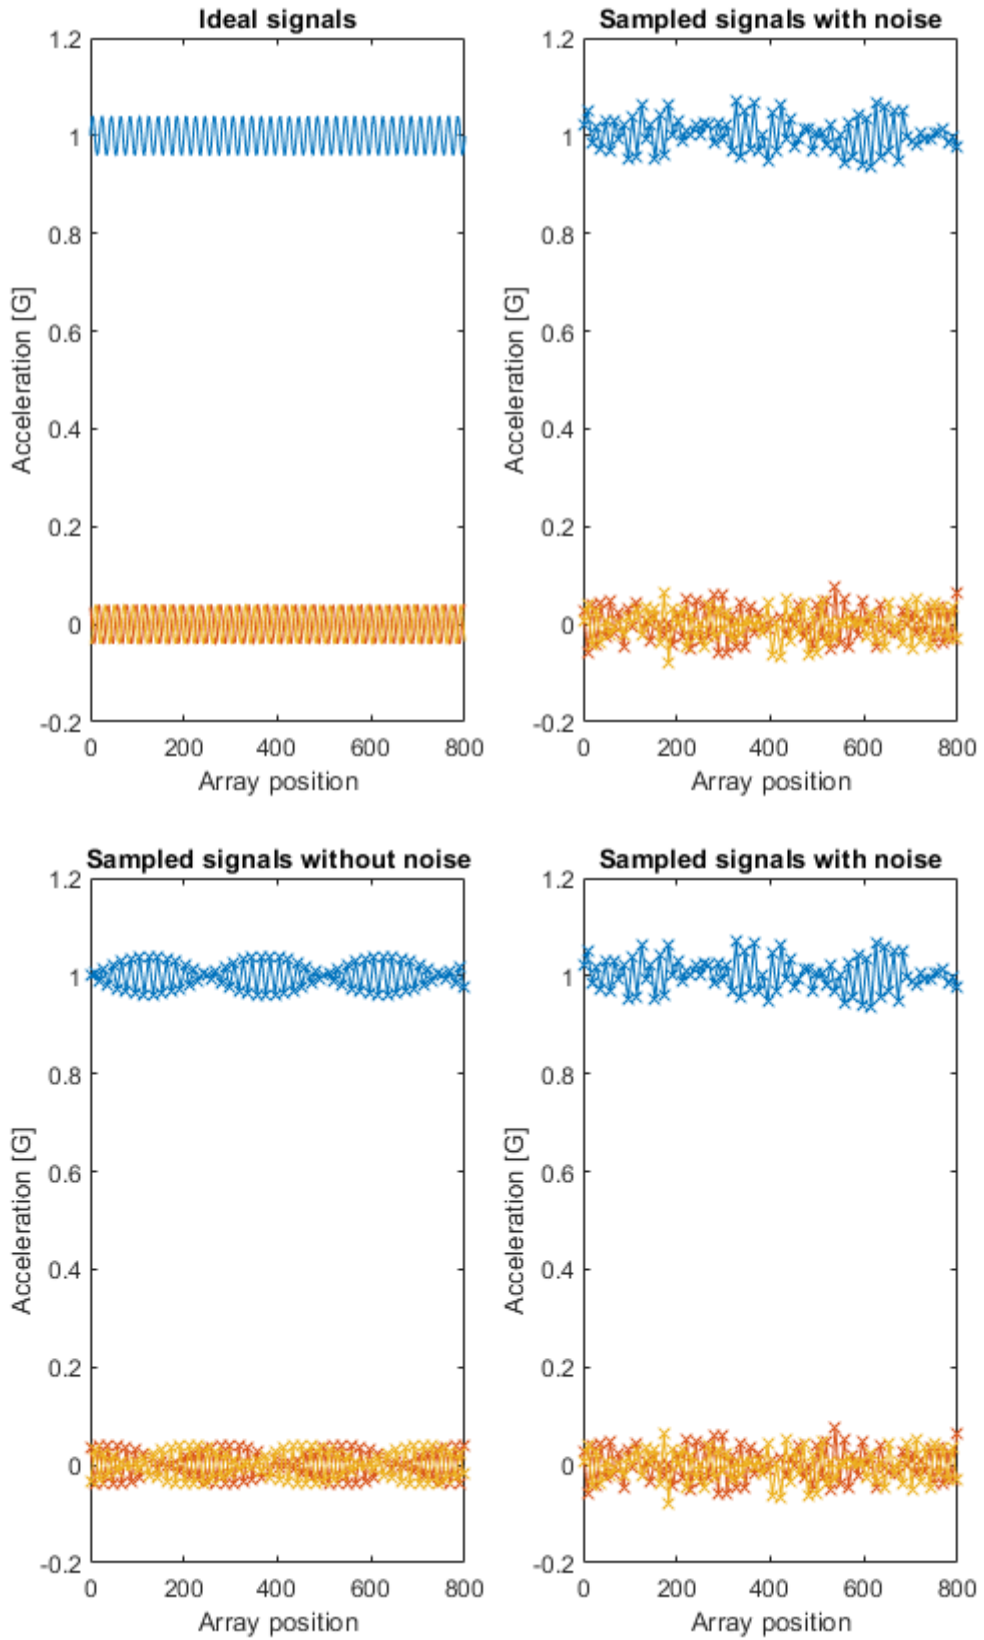 Ideal signals
1.2
1
0.8
0.6
0.4
0.2
0
-0.2
Acceleration [G]
0 200 400 600 800
Array position
Sampled signals with noise
1.2
1
0.8
0.6
0.4
0.2
0
-0.2
Acceleration [G]
0 200 400 600 800
Array position
Sampled signals without noise
1.2
1
0.8
0.6
0.4
0.2
0
-0.2
Acceleration [G]
0 200 400 600 800
Array position
Sampled signals with noise
1.2
1
0.8
0.6
0.4
0.2
0
-0.2
Acceleration [G]
0 200 400 600 800
Array position